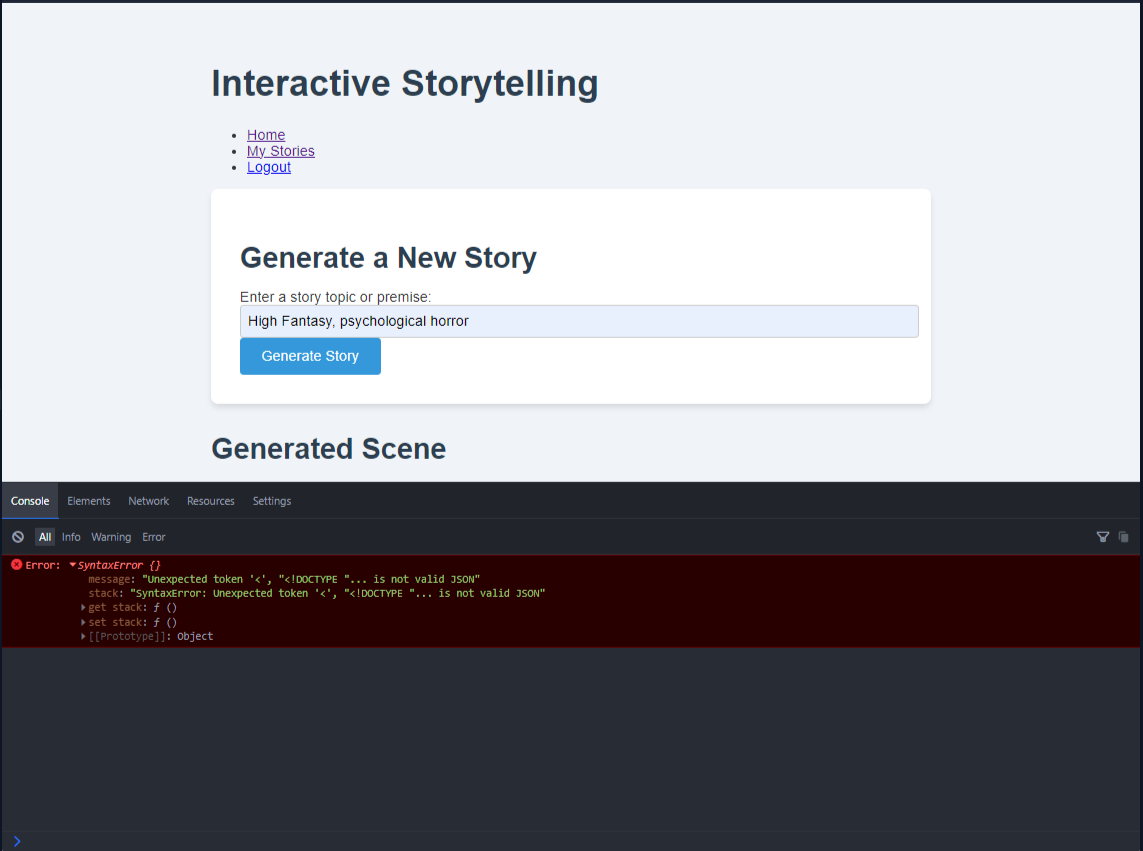 Interactive Storytelling
Home
My Stories
Logout
Generate a New Story
Enter a story topic or premise:
High Fantasy, psychological horror
Generate Story
Generated Scene
Console Elements Network Resources Settings
All Info Warning Error
Error: ▼SyntaxError {}
message: "Unexpected token '<', "<!DOCTYPE "... is not valid JSON"
stack: "SyntaxError: Unexpected token '<', "<!DOCTYPE "... is not valid JSON"
▶get stack: ƒ ()
▶set stack: ƒ ()
▶[[Prototype]]: Object